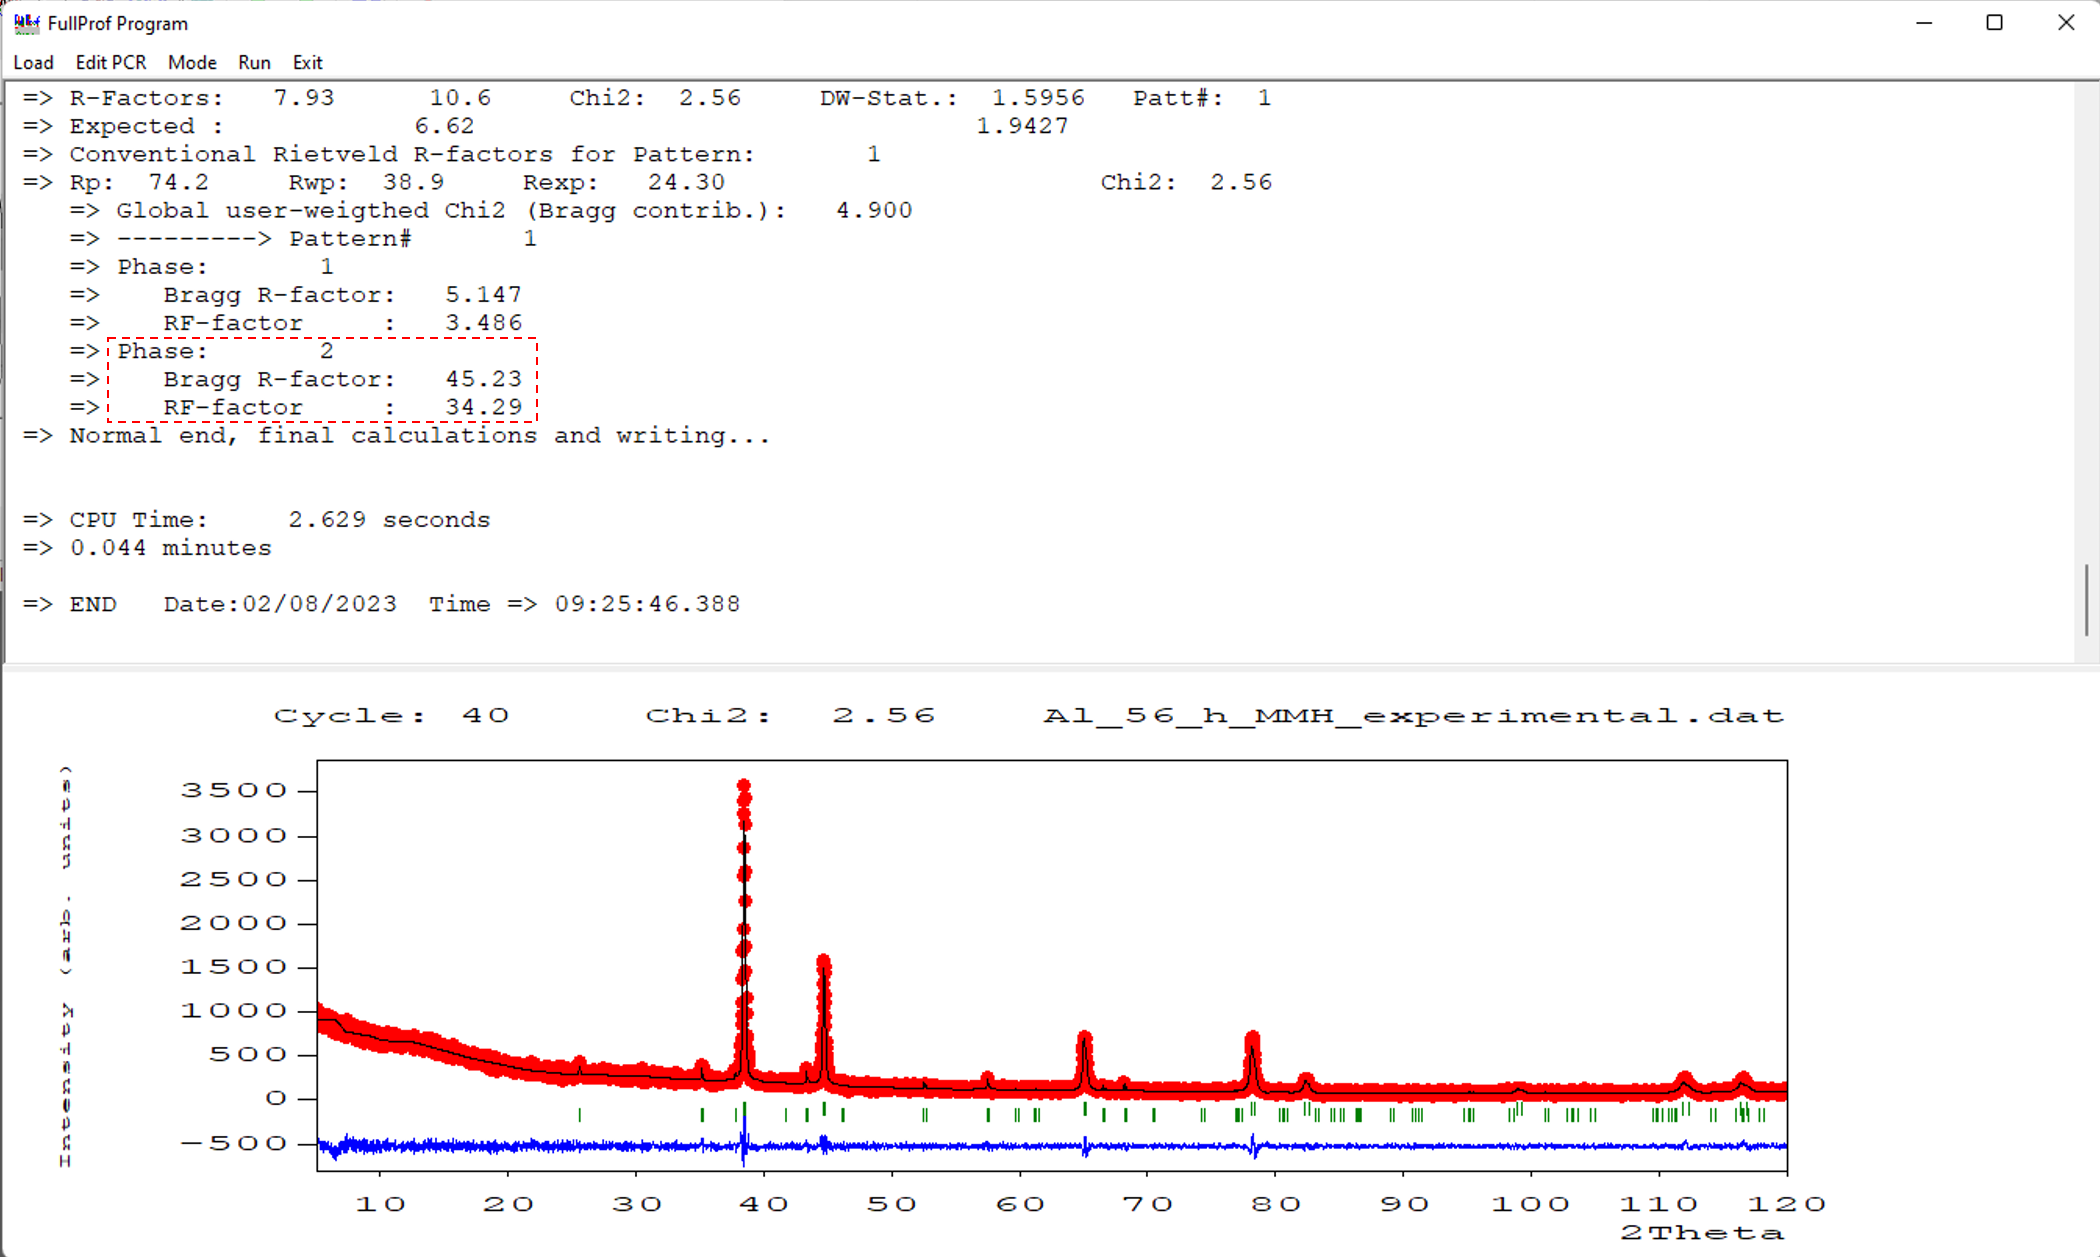 FullProf Program
Load Edit PCR Mode Run Exit
=> R-Factors: 7.93 10.6 Chi2: 2.56 DW-Stat.: 1.5956 Patt#: 1
=> Expected : 6.62 1.9427
=> Conventional Rietveld R-factors for Pattern: 1
=> Rp: 74.2 Rwp: 38.9 Rexp: 24.30 Chi2: 2.56
=> Global user-weigthed Chi2 (Bragg contrib.): 4.900
=> ---------> Pattern# 1
=> Phase: 1
=> Bragg R-factor: 5.147
=> RF-factor : 3.486
=> Phase: 2
=> Bragg R-factor: 45.23
=> RF-factor : 34.29
=> Normal end, final calculations and writing...
=> CPU Time: 2.629 seconds
=> 0.044 minutes
=> END Date:02/08/2023 Time => 09:25:46.388
Cycle: 40 Chi2: 2.56 Al_56_h_MMH_experimental.dat
Intensity (arb. units)
3500
3000
2500
2000
1500
1000
500
0
-500
10 20 30 40 50 60 70 80 90 100 110 120
2Theta